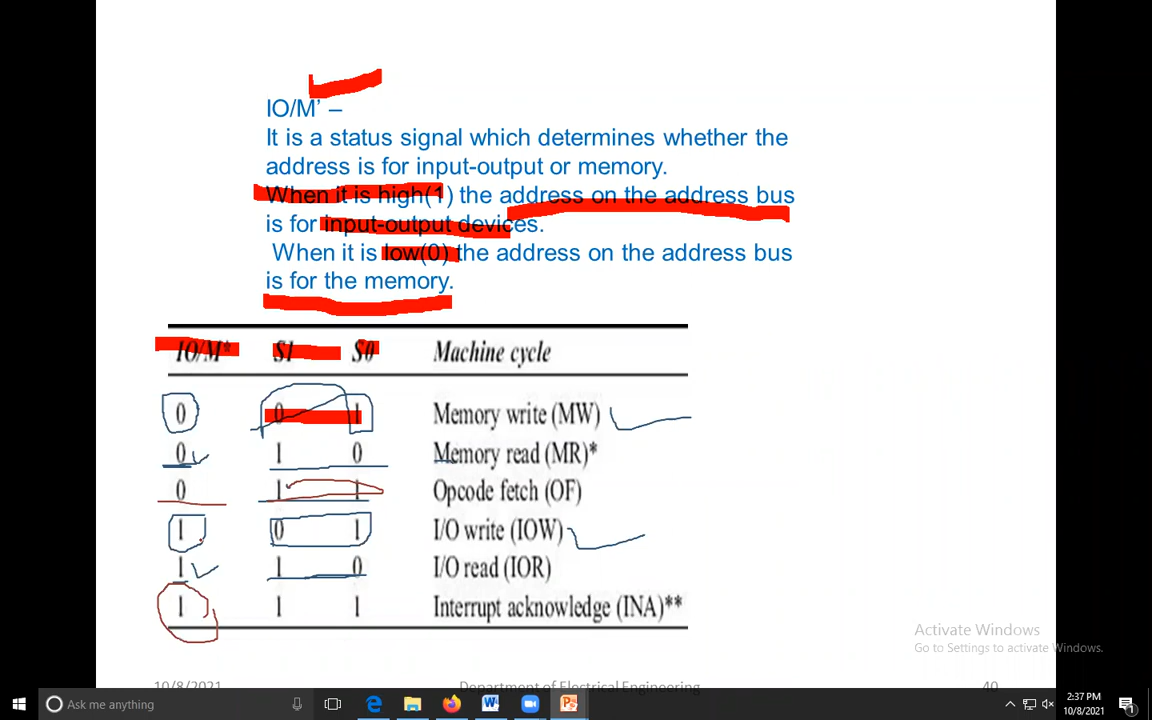 IO/M’ –
It is a status signal which determines whether the
address is for input-output or memory.
When it is high(1) the address on the address bus
is for input-output devices.
When it is low(0) the address on the address bus
is for the memory.
IO/M* S1 S0 Machine cycle
0 0 1 Memory write (MW)
0 1 0 Memory read (MR)*
0 1 1 Opcode fetch (OF)
1 0 1 I/O write (IOW)
1 1 0 I/O read (IOR)
1 1 1 Interrupt acknowledge (INA)**
Activate Windows
Go to Settings to activate Windows.
10/8/2021 Department of Electrical Engineering 40
Ask me anything
2:37 PM
10/8/2021
1